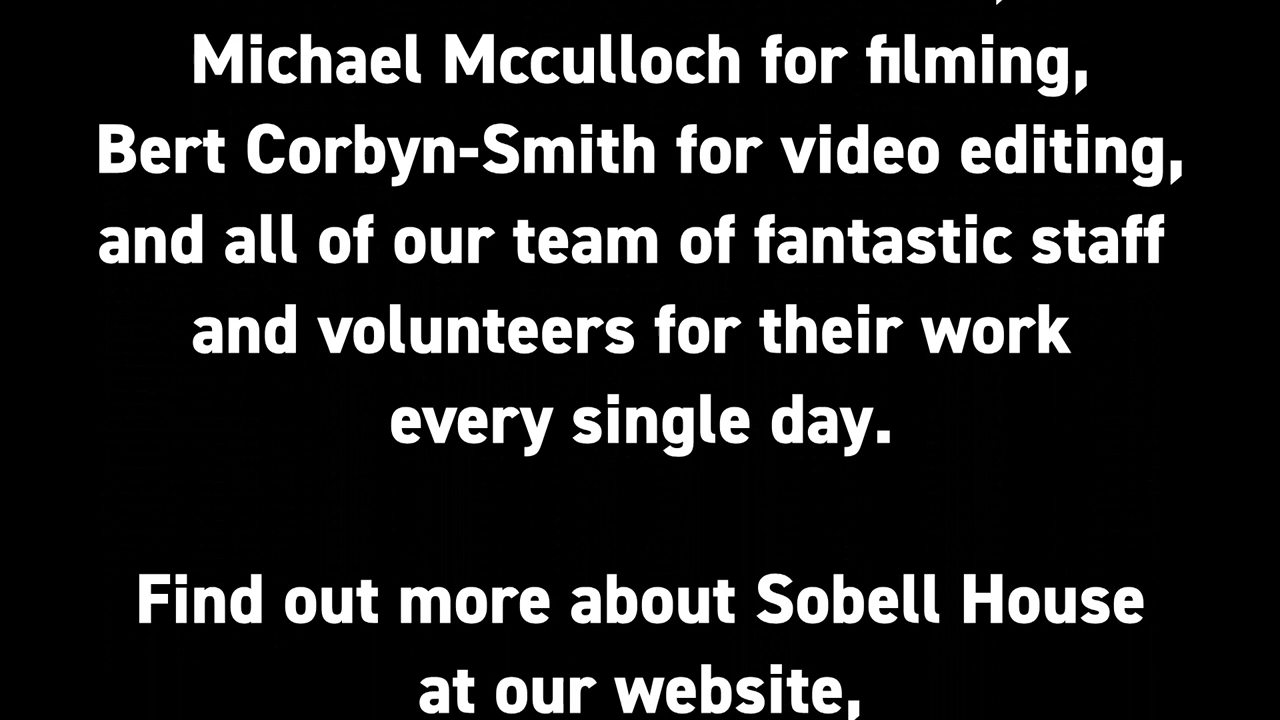 Michael Mcculloch for filming,
Bert Corbyn-Smith for video editing,
and all of our team of fantastic staff
and volunteers for their work
every single day.
Find out more about Sobell House
at our website,